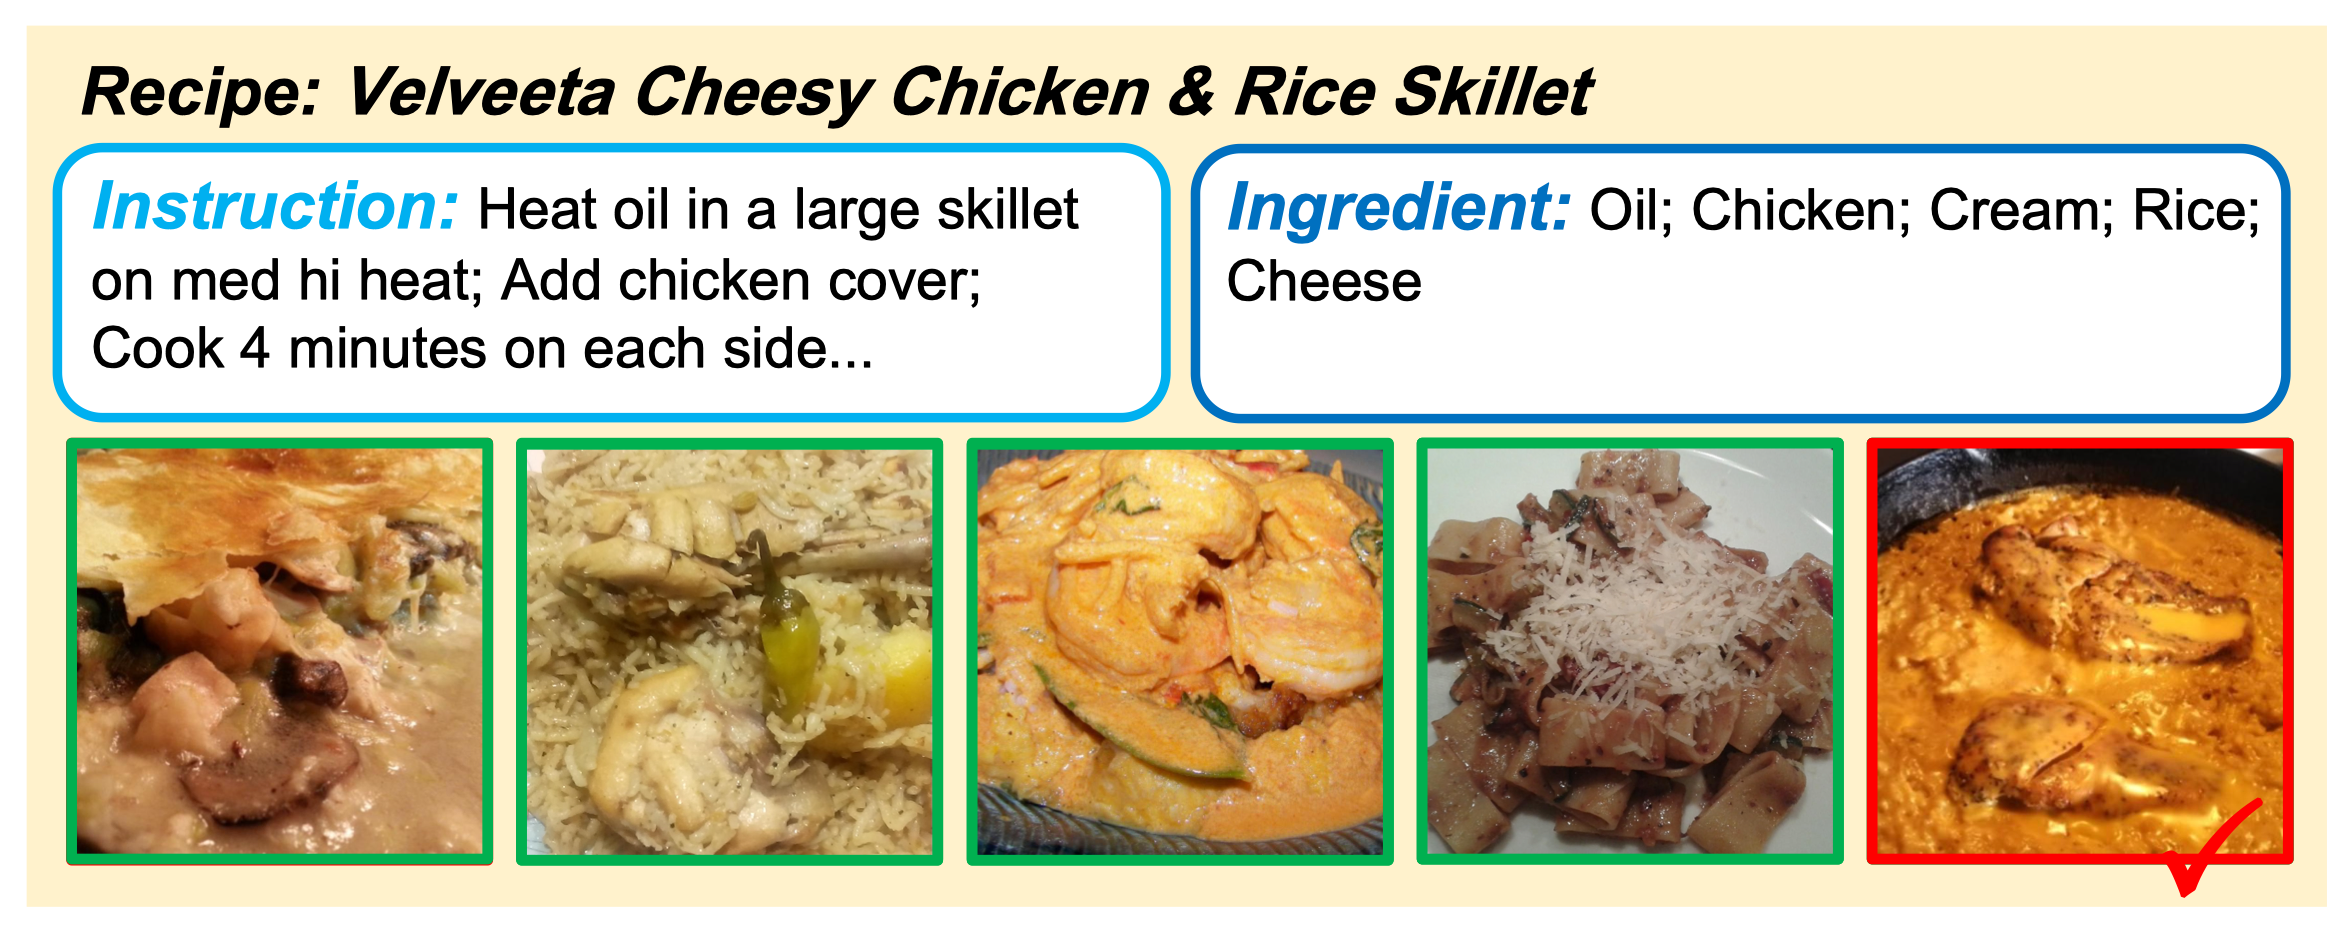 Recipe: Velveeta Cheesy Chicken & Rice Skillet
Instruction: Heat oil in a large skillet
on med hi heat; Add chicken cover;
Cook 4 minutes on each side...
Ingredient: Oil; Chicken; Cream; Rice;
Cheese